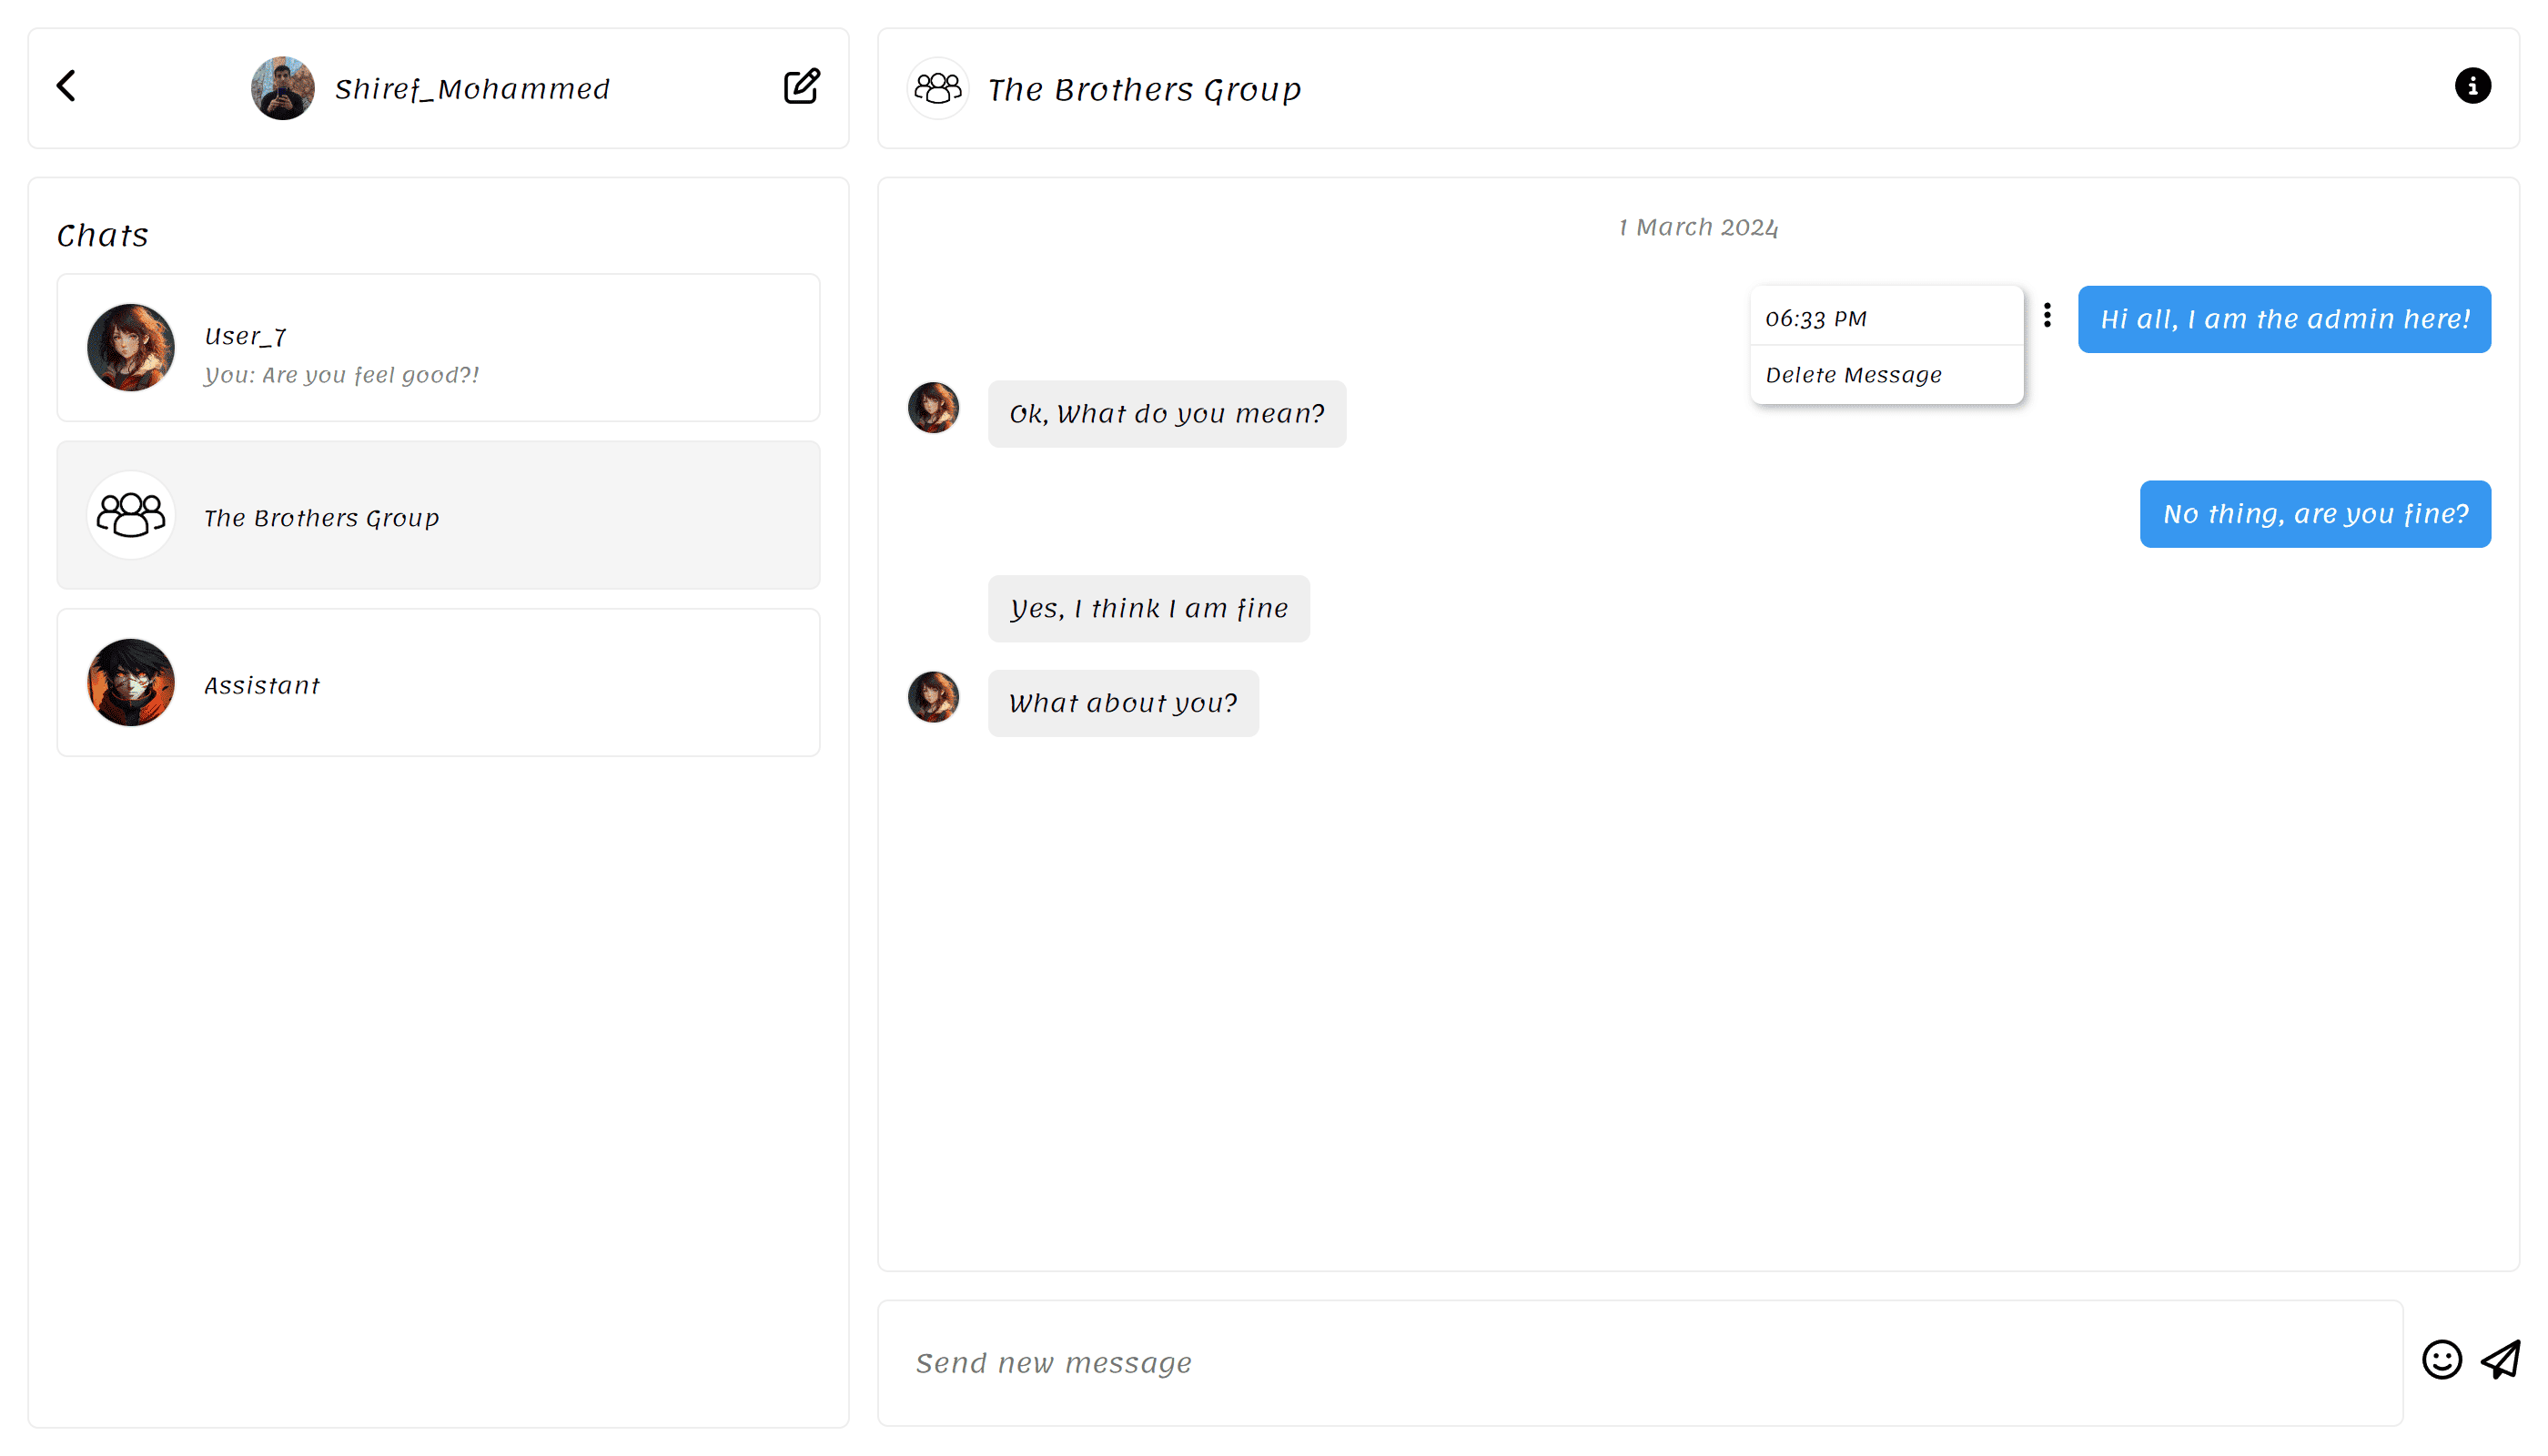 Shiref_Mohammed
The Brothers Group
Chats
User_7
You: Are you feel good?!
The Brothers Group
Assistant
1 March 2024
Hi all, I am the admin here!
06:33 PM
Delete Message
Ok, What do you mean?
No thing, are you fine?
Yes, I think I am fine
What about you?
Send new message